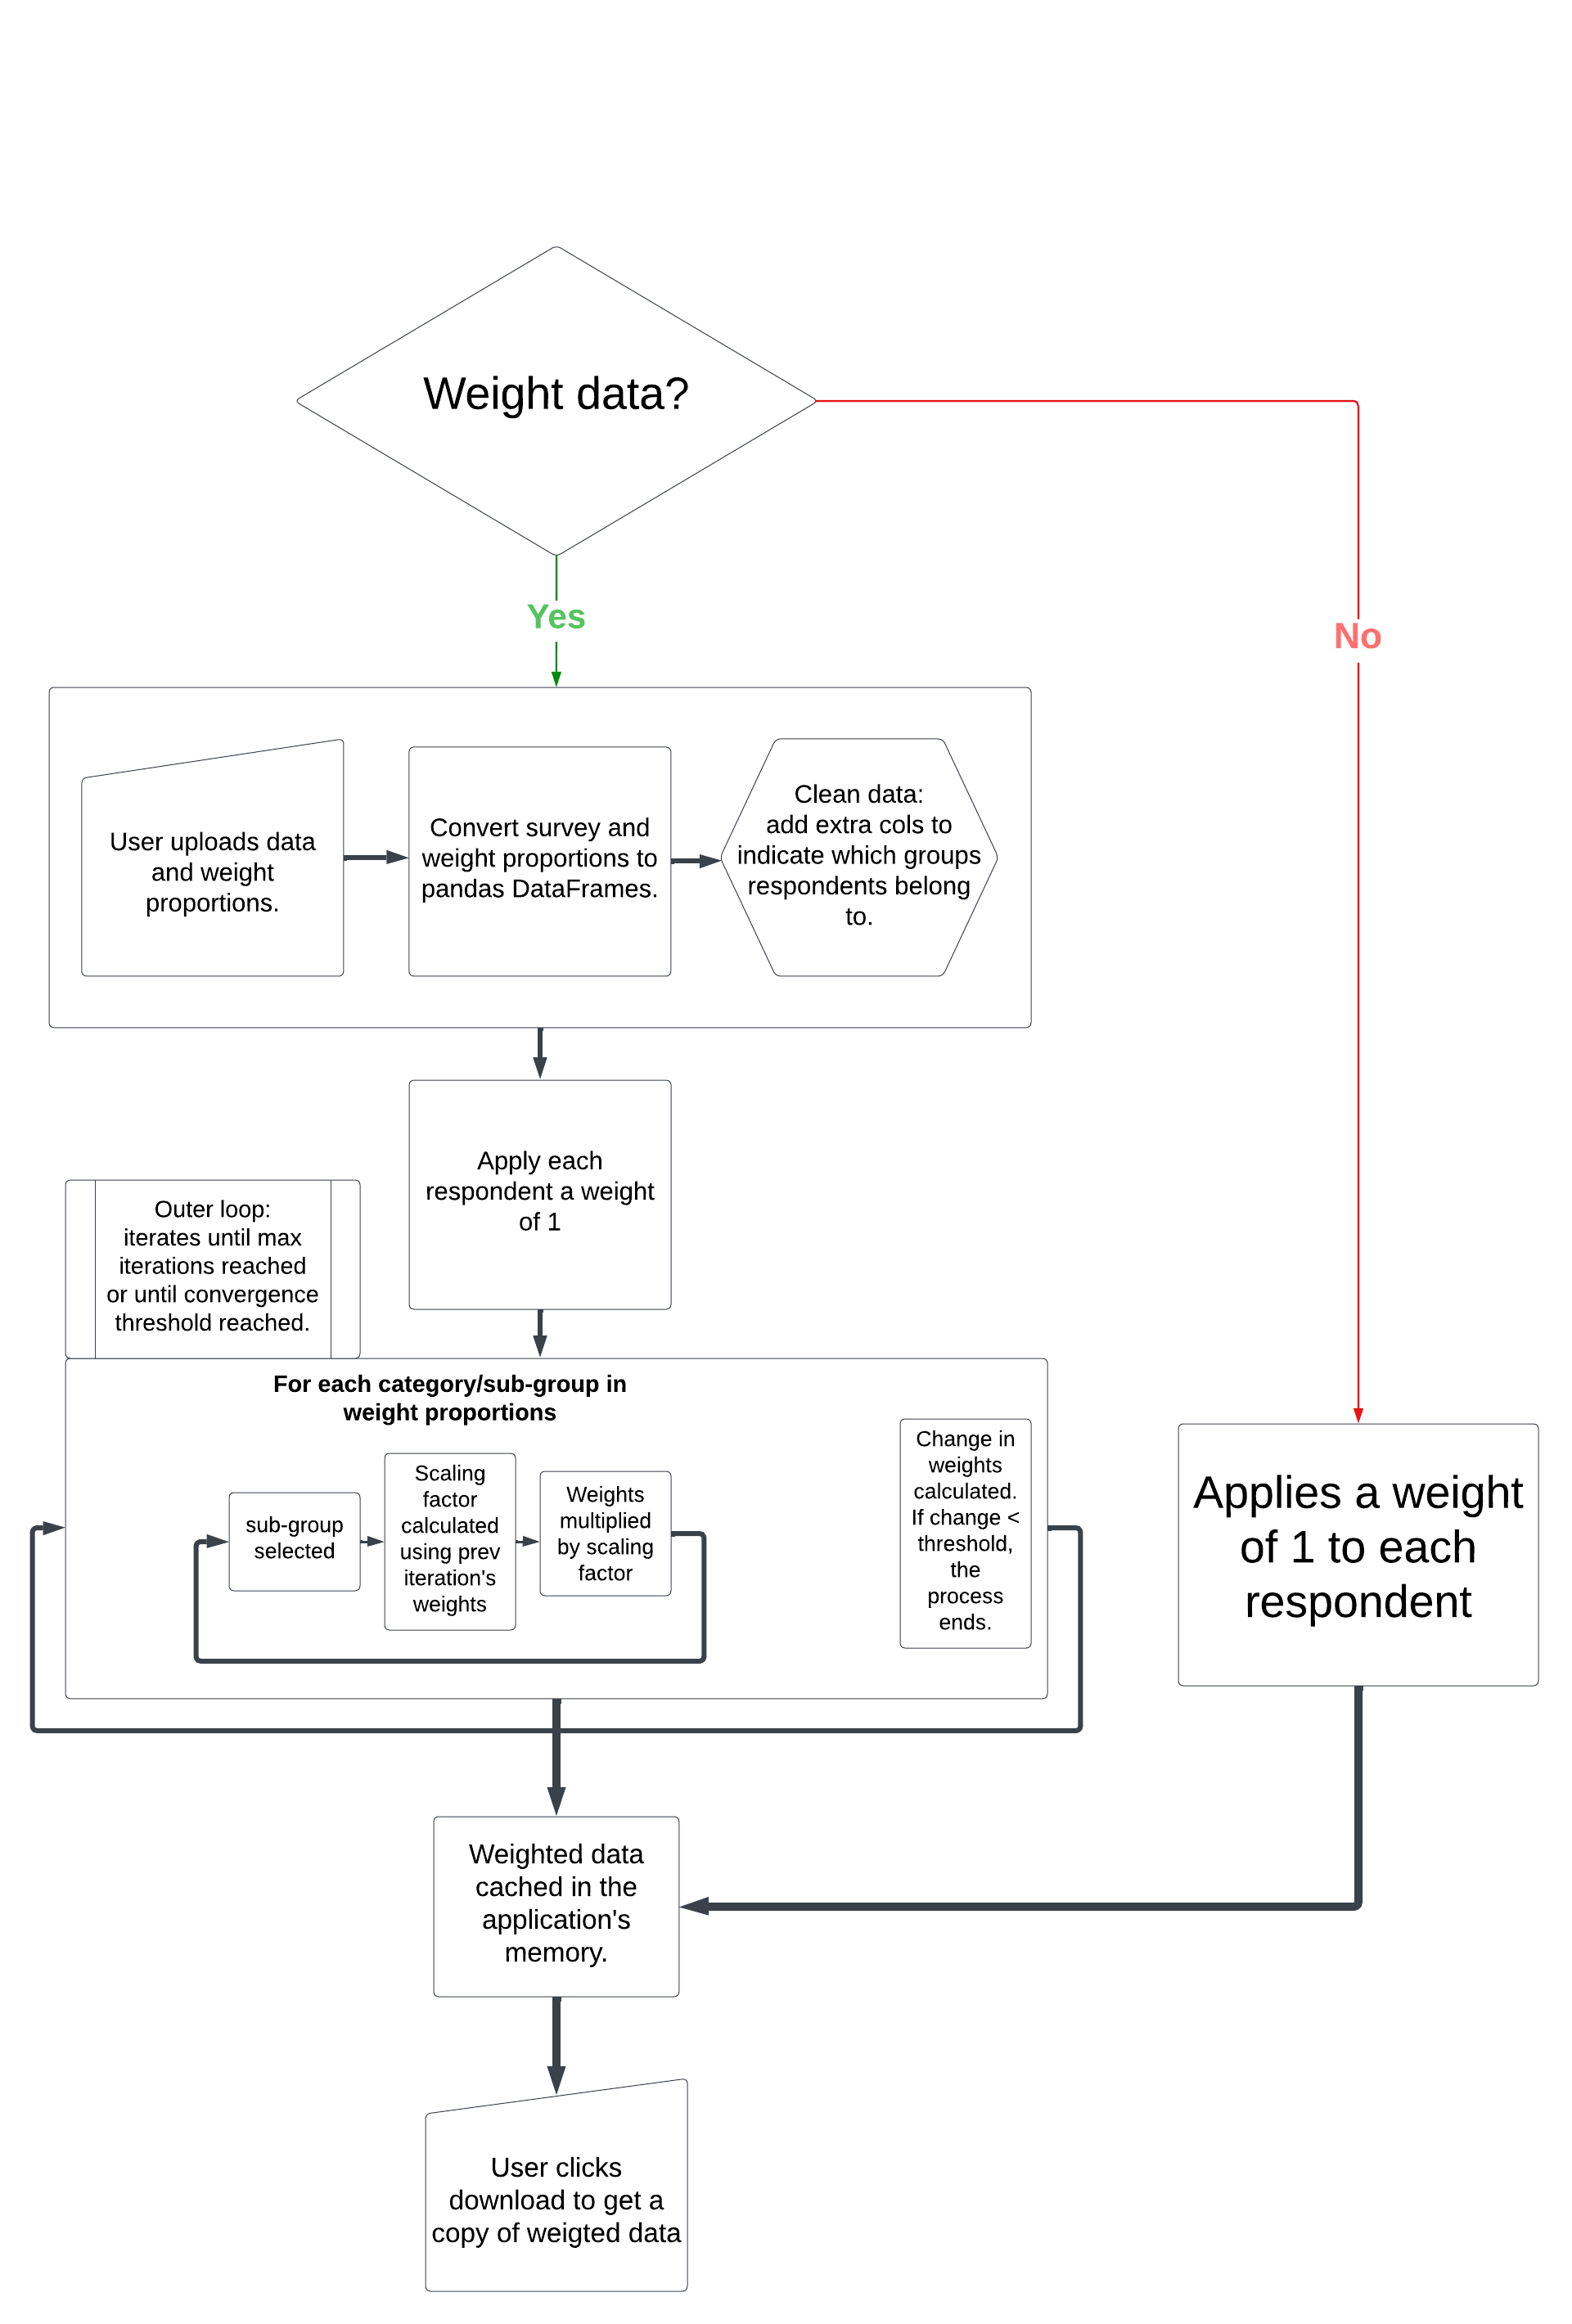 Weight data?
Yes
No
User uploads data
and weight
proportions.
Convert survey and
weight proportions to
pandas DataFrames.
Clean data:
add extra cols to
indicate which groups
respondents belong
to.
Apply each
respondent a weight
of 1
Outer loop:
iterates until max
iterations reached
or until convergence
threshold reached.
For each category/sub-group in
weight proportions
sub-group
selected
Scaling
factor
calculated
using prev
iteration's
weights
Weights
multiplied
by scaling
factor
Change in
weights
calculated.
If change <
threshold,
the
process
ends.
Applies a weight
of 1 to each
respondent
Weighted data
cached in the
application's
memory.
User clicks
download to get a
copy of weigted data